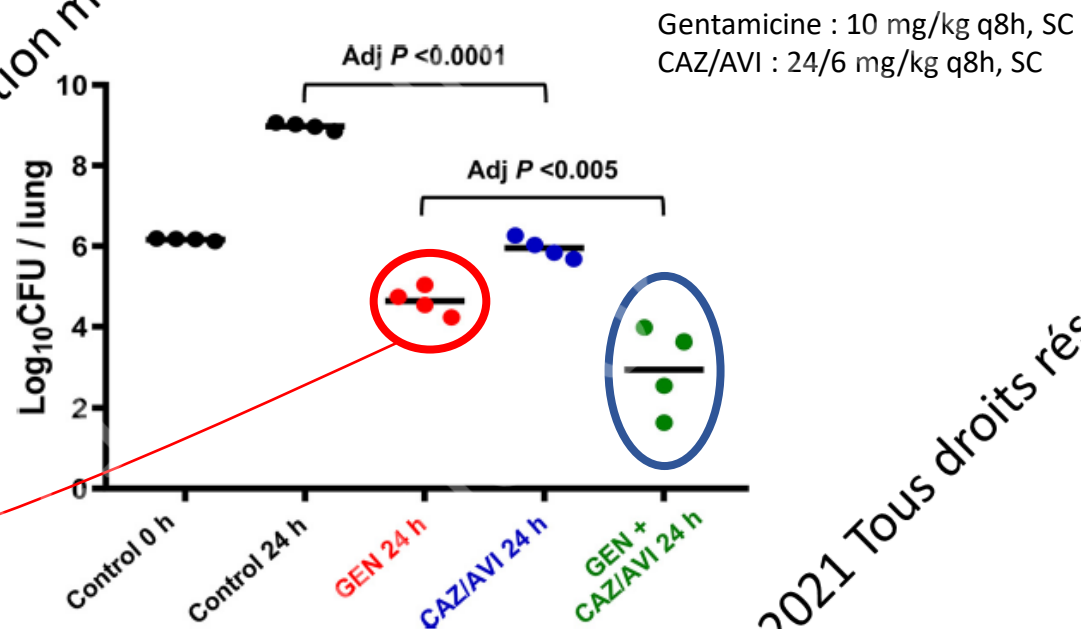 Gentamicine : 10 mg/kg q8h, SC
CAZ/AVI : 24/6 mg/kg q8h, SC
Adj P <0.0001
Adj P <0.005
Log10CFU / lung
10
8
6
4
2
0
Control 0 h
Control 24 h
GEN 24 h
CAZ/AVI 24 h
GEN +
CAZ/AVI 24 h
2021 Tous droits